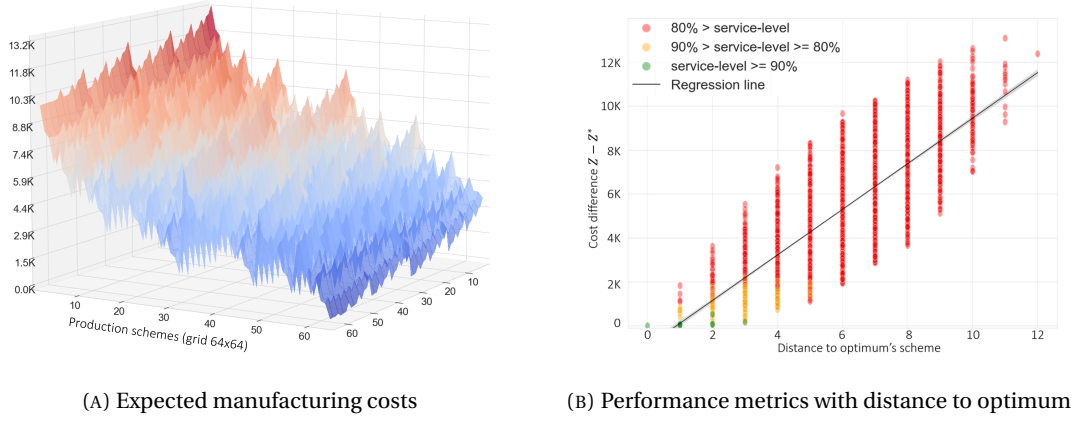 13.2K
11.8K
10.3K
8.8K
7.4K
5.9K
4.4K
2.9K
1.5K
0.0K
10
20
30
40
50
60
60
50
40
30
20
10
Production schemes (grid 64x64)
80% > service-level
90% > service-level >= 80%
service-level >= 90%
Regression line
12K
10K
8K
6K
4K
2K
0
Cost difference Z − Z*
0 2 4 6 8 10 12
Distance to optimum's scheme
(A) Expected manufacturing costs
(B) Performance metrics with distance to optimum